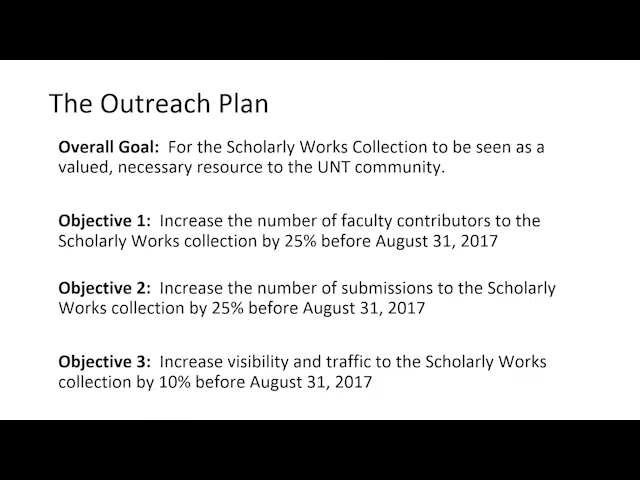 The Outreach Plan
Overall Goal: For the Scholarly Works Collection to be seen as a
valued, necessary resource to the UNT community.
Objective 1: Increase the number of faculty contributors to the
Scholarly Works collection by 25% before August 31, 2017
Objective 2: Increase the number of submissions to the Scholarly
Works collection by 25% before August 31, 2017
Objective 3: Increase visibility and traffic to the Scholarly Works
collection by 10% before August 31, 2017